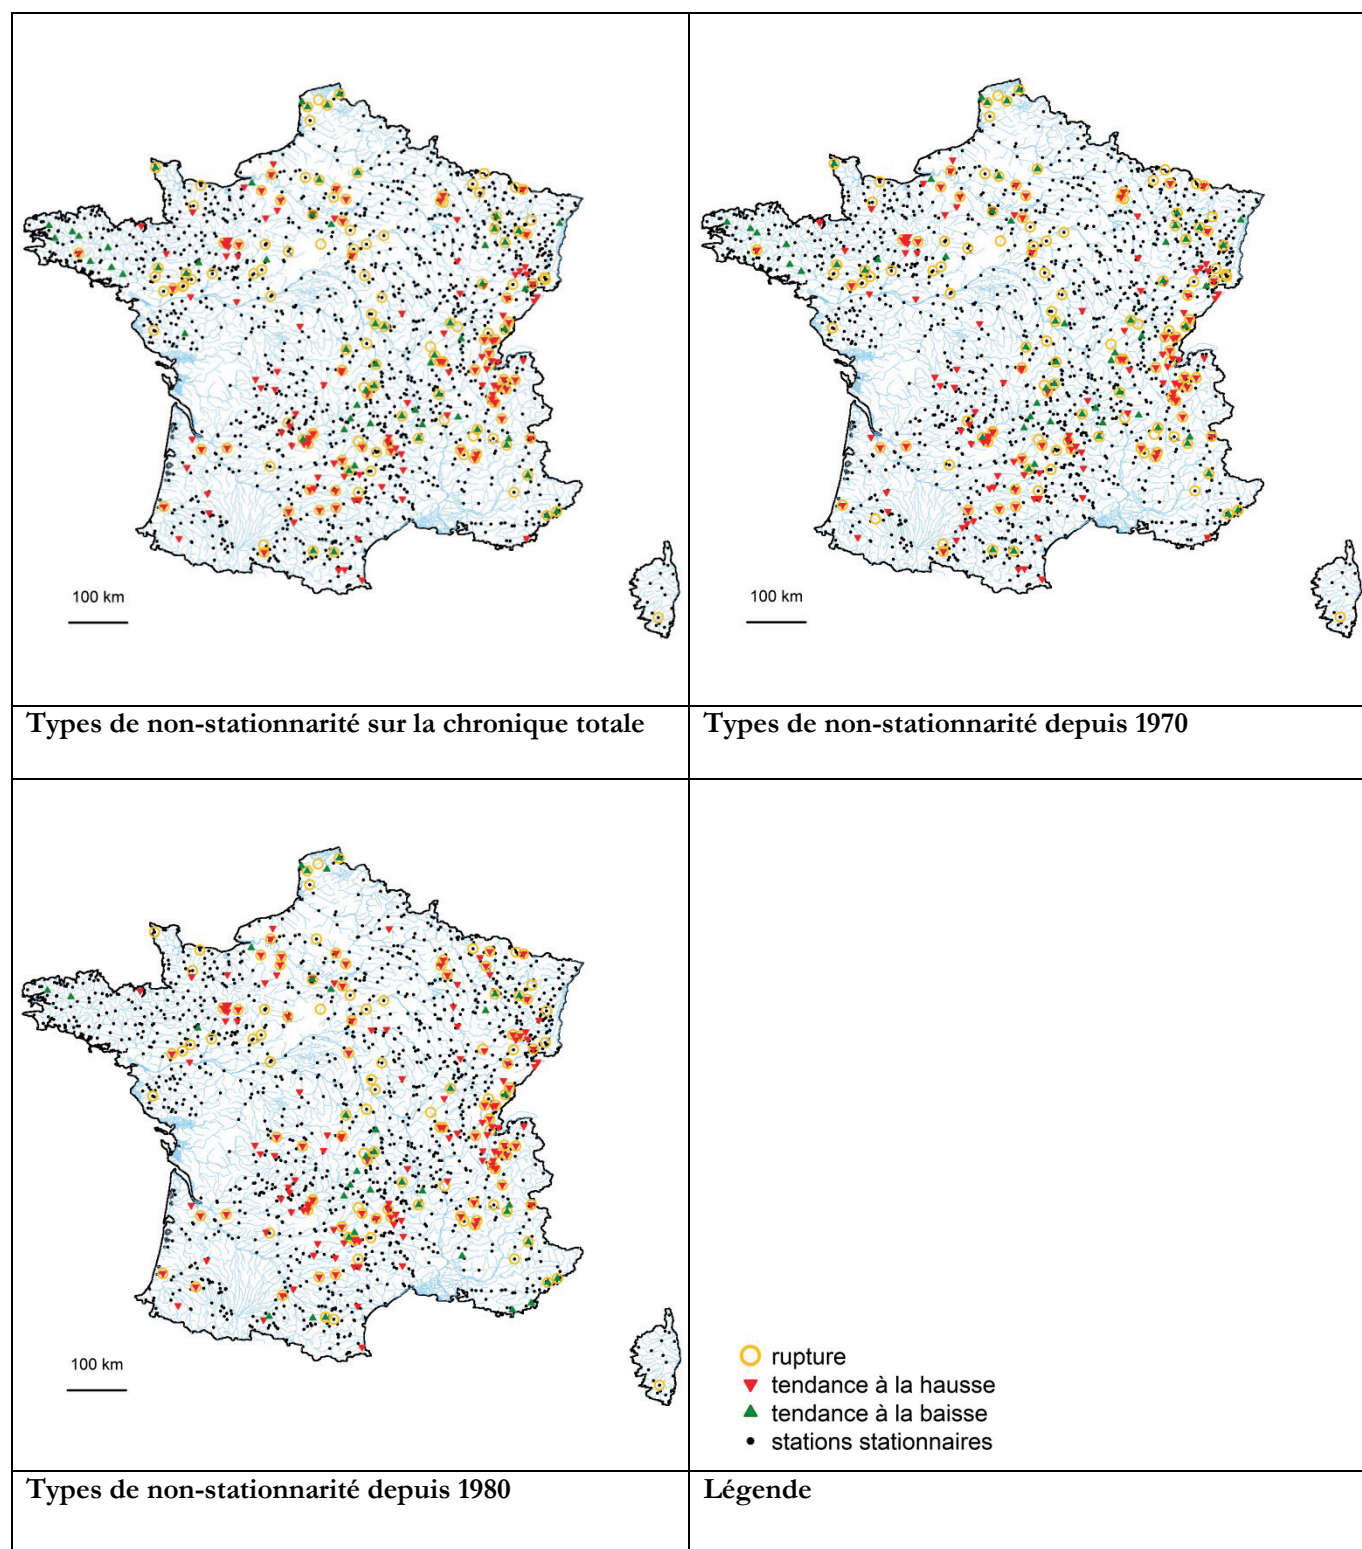 100 km
100 km
Types de non-stationnarité sur la chronique totale
Types de non-stationnarité depuis 1970
100 km
rupture
tendance à la hausse
tendance à la baisse
stations stationnaires
Types de non-stationnarité depuis 1980
Légende